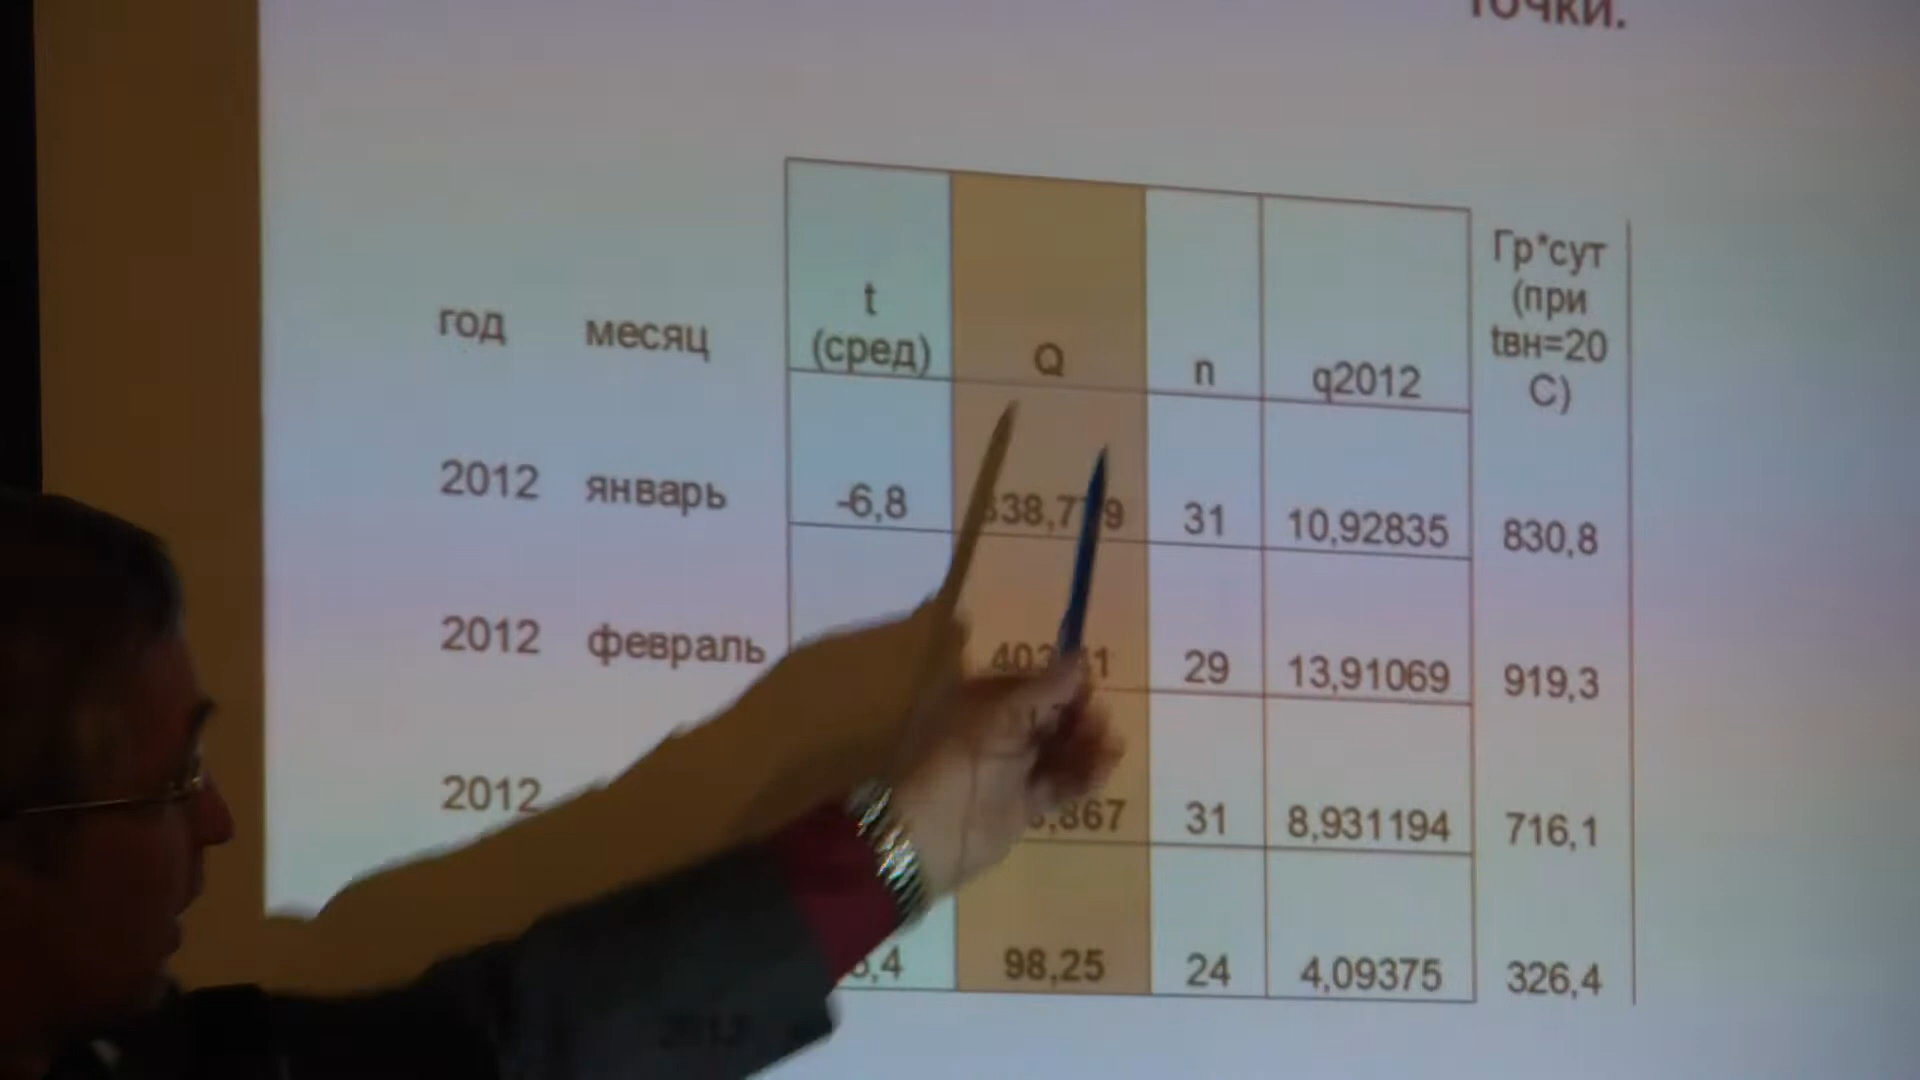 точки.
год месяц t (сред) Q n q2012 Гр*сут (при tвн=20 С)
2012 январь -6,8 31 10,92835 830,8
2012 февраль 29 13,91069 919,3
2012 31 8,931194 716,1
98,25 24 4,09375 326,4